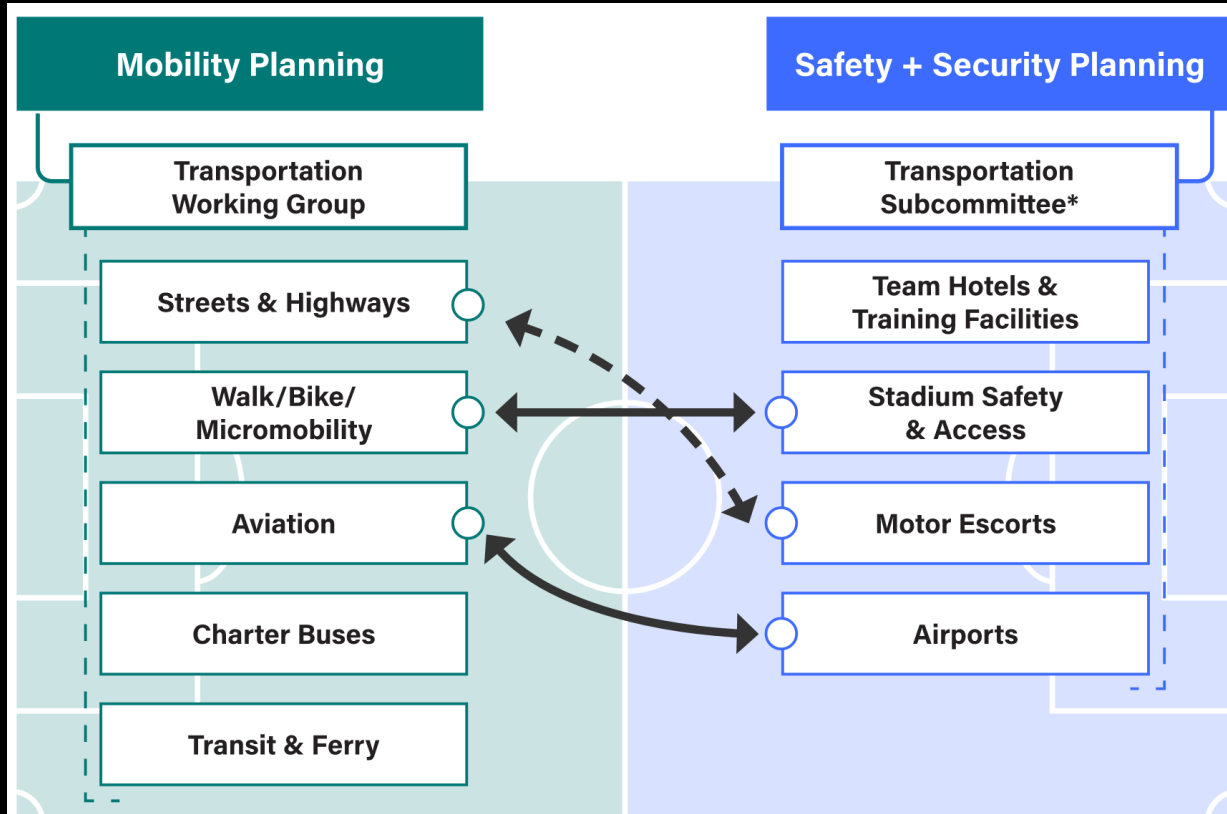 Mobility Planning
Safety + Security Planning
Transportation
Working Group
Streets & Highways
Walk/Bike/
Micromobility
Aviation
Charter Buses
Transit & Ferry
Transportation
Subcommittee*
Team Hotels &
Training Facilities
Stadium Safety
& Access
Motor Escorts
Airports